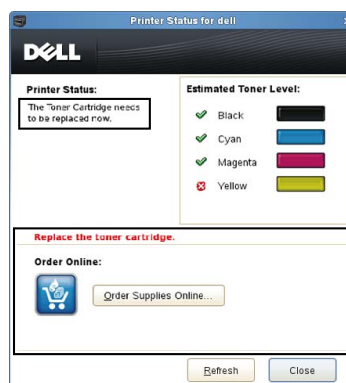 Printer Status for dell
DELL
Printer Status:
The Toner Cartridge needs
to be replaced now.
Estimated Toner Level:
Black
Cyan
Magenta
Yellow
Replace the toner cartridge.
Order Online:
Order Supplies Online...
Refresh
Close